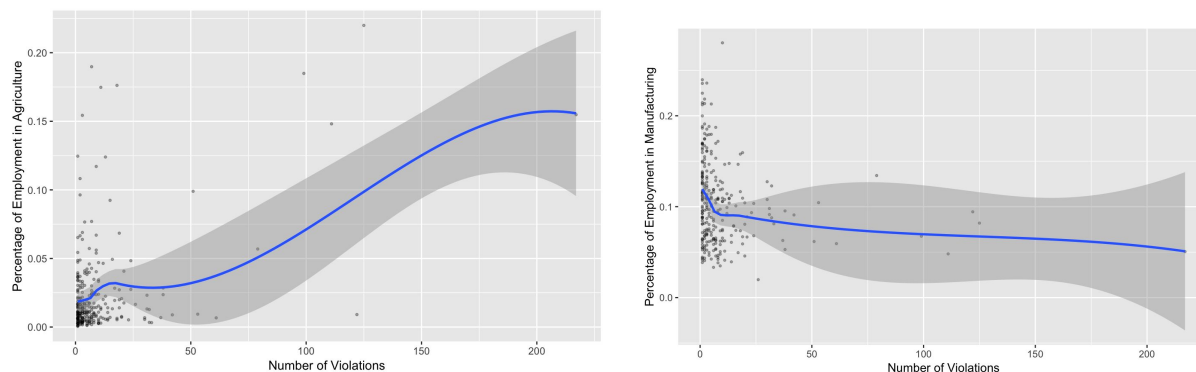 Percentage of Employment in Agriculture
0.20
0.15
0.10
0.05
0.00
0 50 100 150 200
Number of Violations
Percentage of Employment in Manufacturing
0.2
0.1
0.0
0 50 100 150 200
Number of Violations